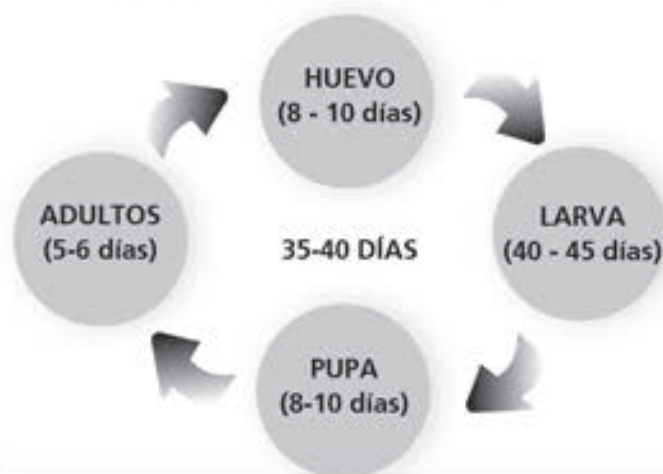 HUEVO
(8 - 10 días)
ADULTOS
(5-6 días)
35-40 DÍAS
LARVA
(40 - 45 días)
PUPA
(8-10 días)